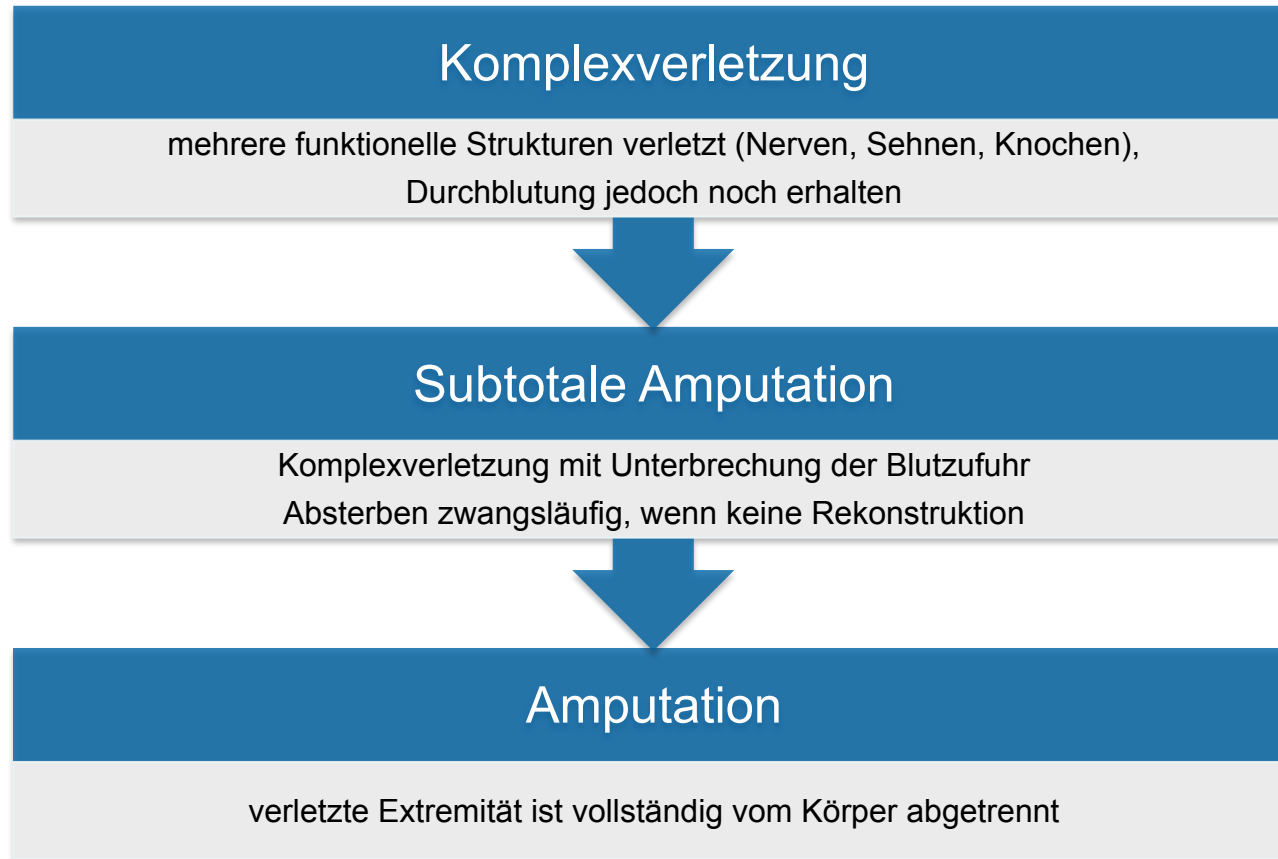 Komplexverletzung
mehrere funktionelle Strukturen verletzt (Nerven, Sehnen, Knochen),
Durchblutung jedoch noch erhalten
Subtotale Amputation
Komplexverletzung mit Unterbrechung der Blutzufuhr
Absterben zwangsläufig, wenn keine Rekonstruktion
Amputation
verletzte Extremität ist vollständig vom Körper abgetrennt